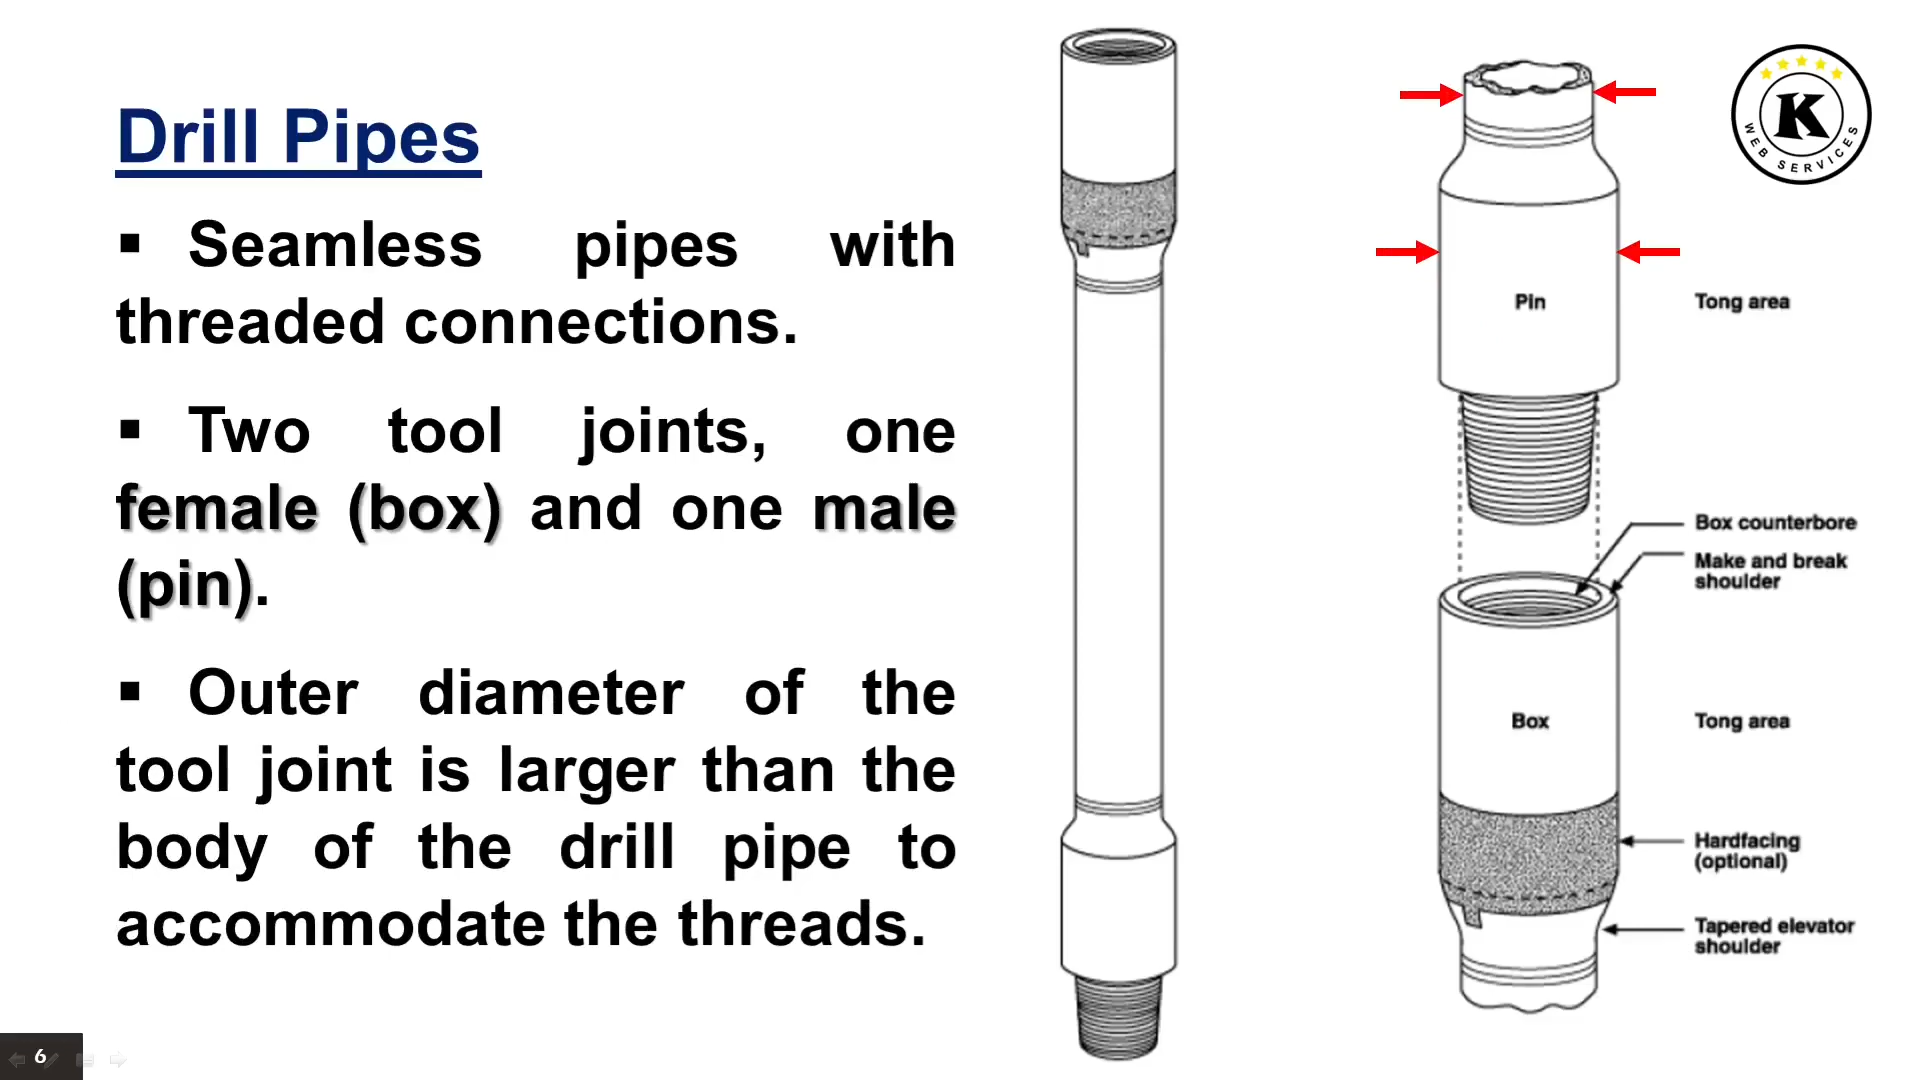 Drill Pipes
▪ Seamless pipes with
threaded connections.
▪ Two tool joints, one
female (box) and one male
(pin).
▪ Outer diameter of the
tool joint is larger than the
body of the drill pipe to
accommodate the threads.
K
WEB SERVICES
Pin
Tong area
Box counterbore
Make and break
shoulder
Box
Tong area
Hardfacing
(optional)
Tapered elevator
shoulder
6